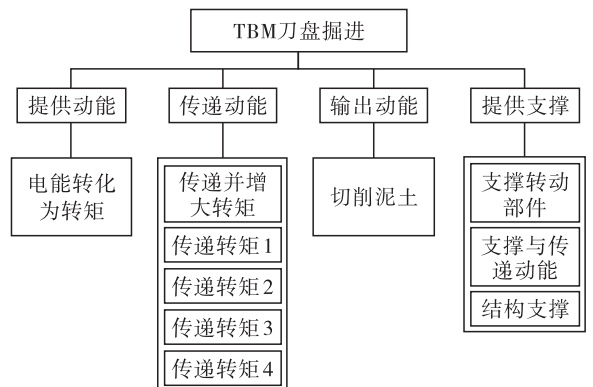 TBM刀盘掘进
提供动能
传递动能
输出动能
提供支撑
电能转化
为转矩
传递并增
大转矩
传递转矩1
传递转矩2
传递转矩3
传递转矩4
切削泥土
支撑转动
部件
支撑与传
递动能
结构支撑